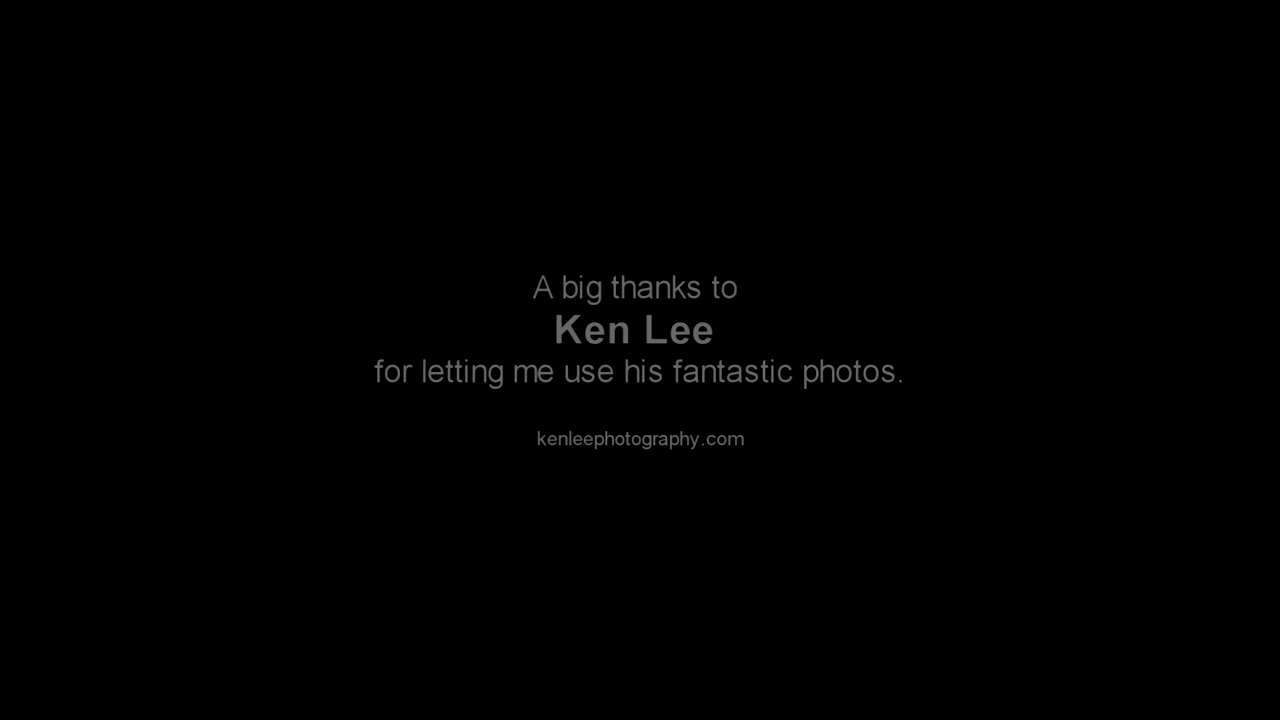 A big thanks to
Ken Lee
for letting me use his fantastic photos.
kenleephotography.com